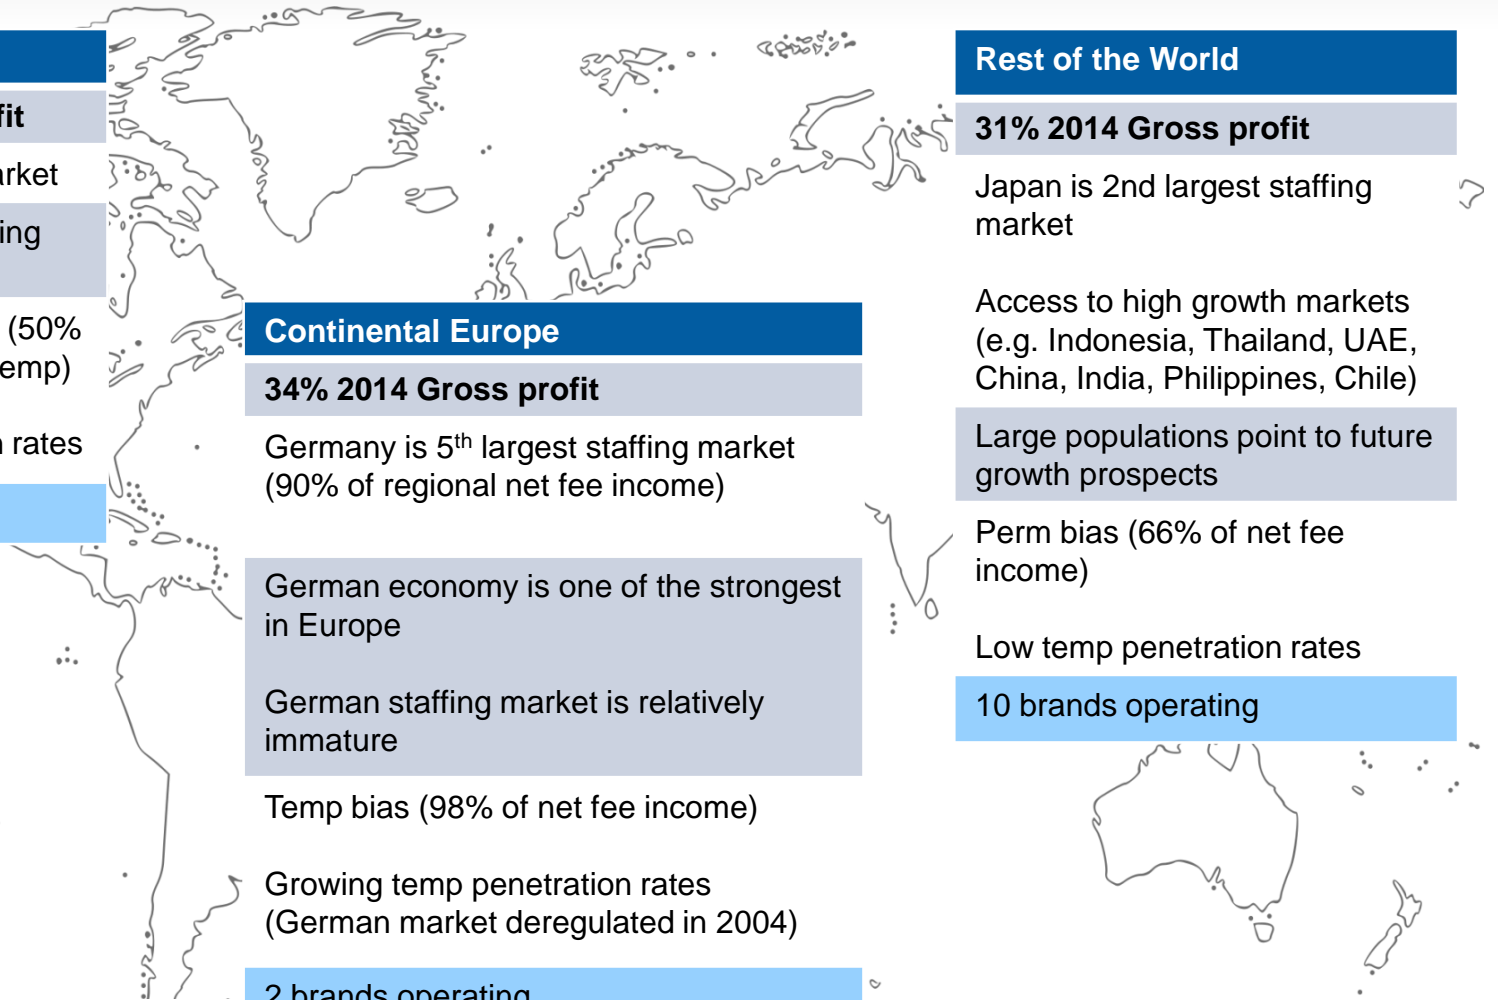 fit
arket
ing
(50%
emp)
rates
Continental Europe
34% 2014 Gross profit
Germany is 5th largest staffing market
(90% of regional net fee income)
German economy is one of the strongest
in Europe
German staffing market is relatively
immature
Temp bias (98% of net fee income)
Growing temp penetration rates
(German market deregulated in 2004)
2 brands operating
Rest of the World
31% 2014 Gross profit
Japan is 2nd largest staffing
market
Access to high growth markets
(e.g. Indonesia, Thailand, UAE,
China, India, Philippines, Chile)
Large populations point to future
growth prospects
Perm bias (66% of net fee
income)
Low temp penetration rates
10 brands operating